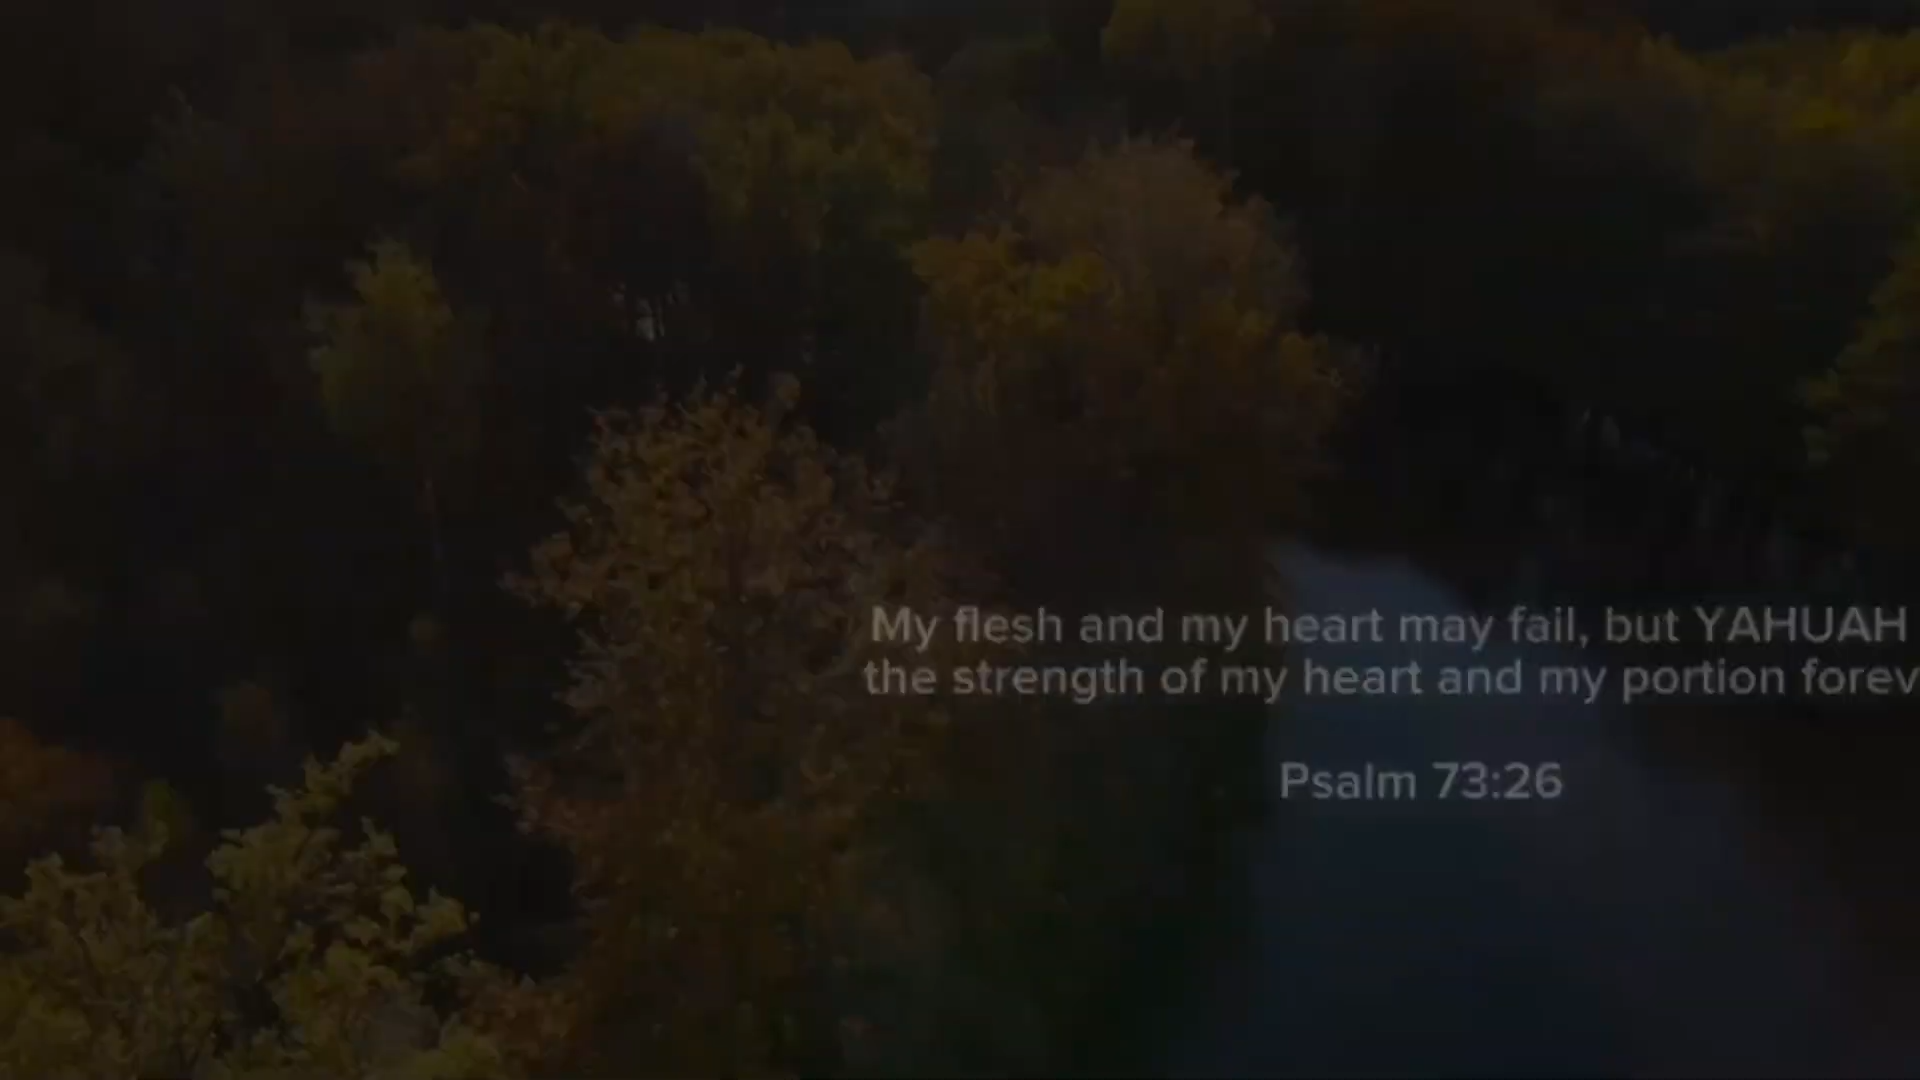 My flesh and my heart may fail, but YAHUAH
the strength of my heart and my portion forev
Psalm 73:26